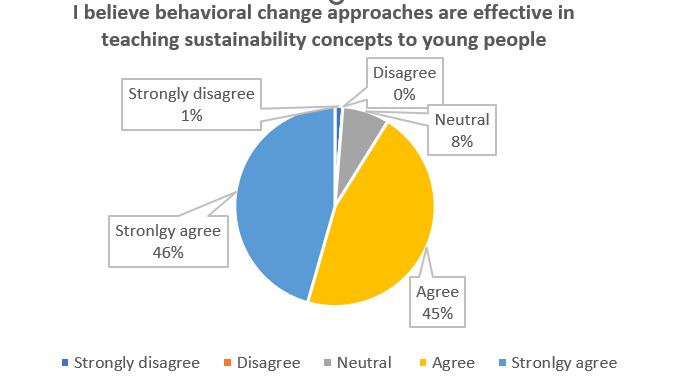 I believe behavioral change approaches are effective in
teaching sustainability concepts to young people
Disagree
0%
Strongly disagree
1%
Neutral
8%
Stronlgy agree
46%
Agree
45%
Strongly disagree
Disagree
Neutral
Agree
Stronlgy agree